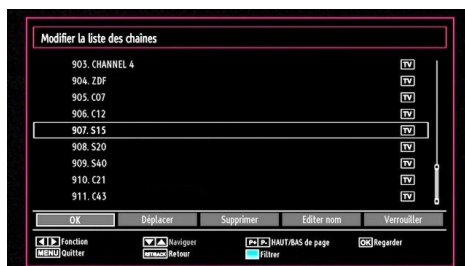 Modifier la liste des chaînes
903. CHANNEL 4 TV
904. ZDF TV
905. C07 TV
906. C12 TV
907. S15 TV
908. S20 TV
909. S40 TV
910. C21 TV
911. C43 TV
OK Déplacer Supprimer Editer nom Verrouiller
Fonction Naviguer P+ P- HAUT/BAS de page OK Regarder
MENU Quitter RET/BACK Retour Filtrer